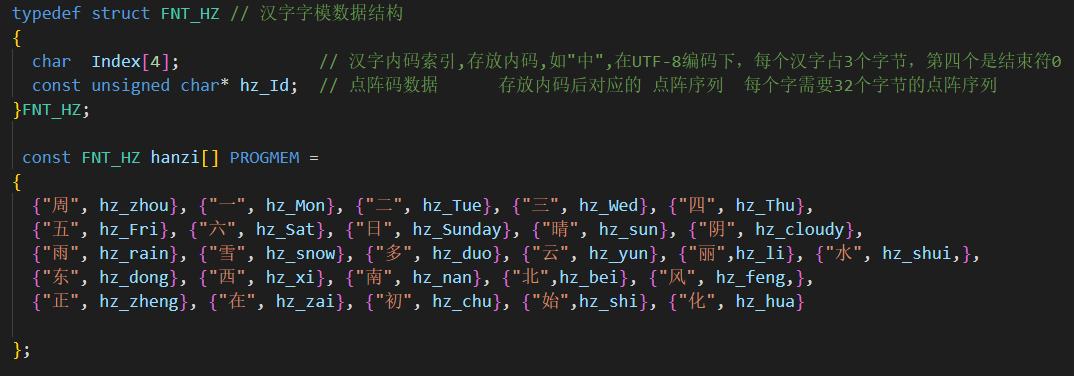 typedef struct FNT_HZ // 汉字字模数据结构
{
  char  Index[4];               // 汉字内码索引,存放内码,如"中",在UTF-8编码下，每个汉字占3个字节，第四个是结束符0
  const unsigned char* hz_Id;  // 点阵码数据      存放内码后对应的 点阵序列  每个字需要32个字节的点阵序列
}FNT_HZ;
 const FNT_HZ hanzi[] PROGMEM =
{
  {"周", hz_zhou}, {"一", hz_Mon}, {"二", hz_Tue}, {"三", hz_Wed}, {"四", hz_Thu},
  {"五", hz_Fri}, {"六", hz_Sat}, {"日", hz_Sunday}, {"晴", hz_sun}, {"阴", hz_cloudy},
  {"雨", hz_rain}, {"雪", hz_snow}, {"多", hz_duo}, {"云", hz_yun}, {"丽",hz_li}, {"水", hz_shui,},
  {"东", hz_dong}, {"西", hz_xi}, {"南", hz_nan}, {"北",hz_bei}, {"风", hz_feng,},
  {"正", hz_zheng}, {"在", hz_zai}, {"初", hz_chu}, {"始",hz_shi}, {"化", hz_hua}
};